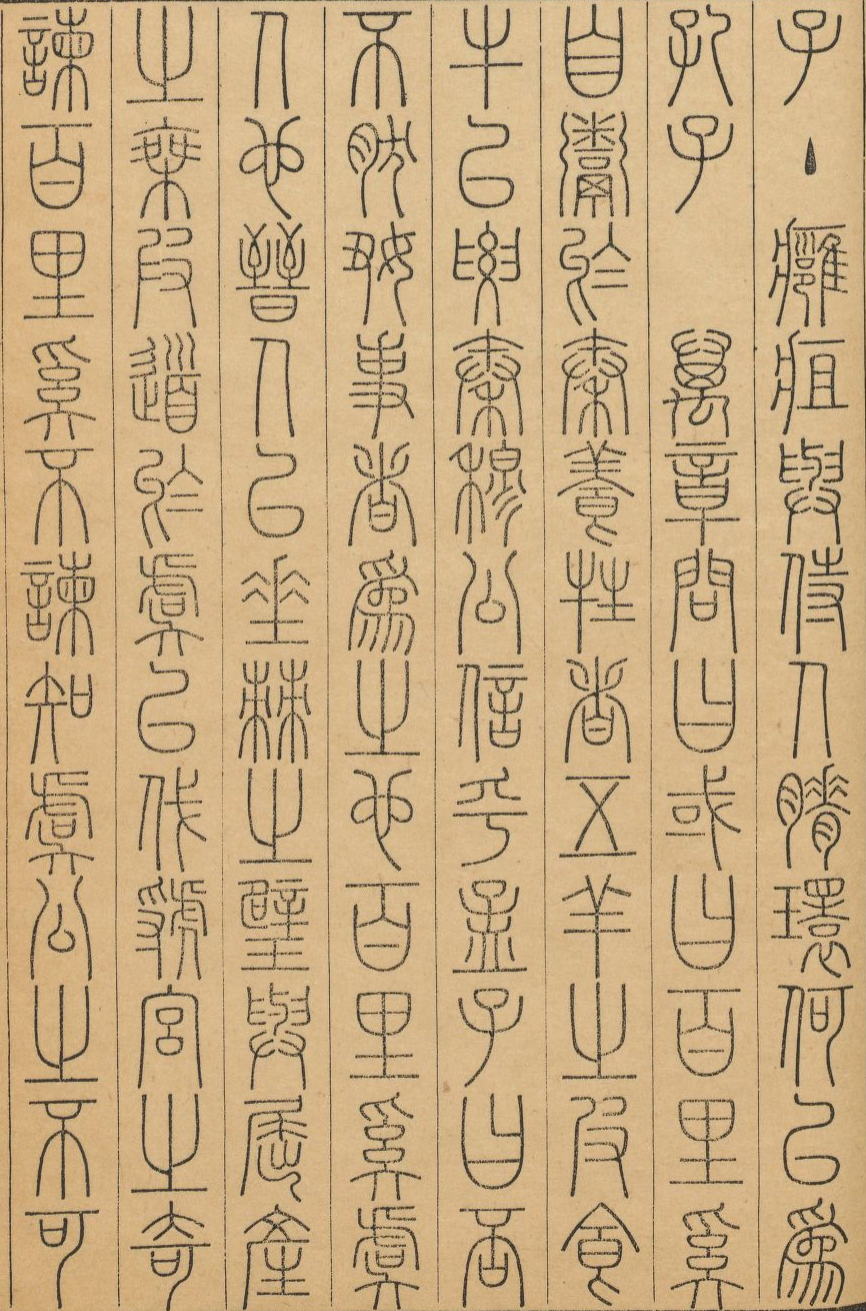 子主癰疽與侍人瘠環何以爲
孔子　萬章問曰或曰百里奚
自鬻於秦養牲者五羊之皮食
牛以要秦穆公信乎孟子曰否
不然好事者爲之也百里奚虞
人也晉人以垂棘之璧與屈產
之乘假道於虞以伐虢宮之奇
諫百里奚不諫知虞公之不可